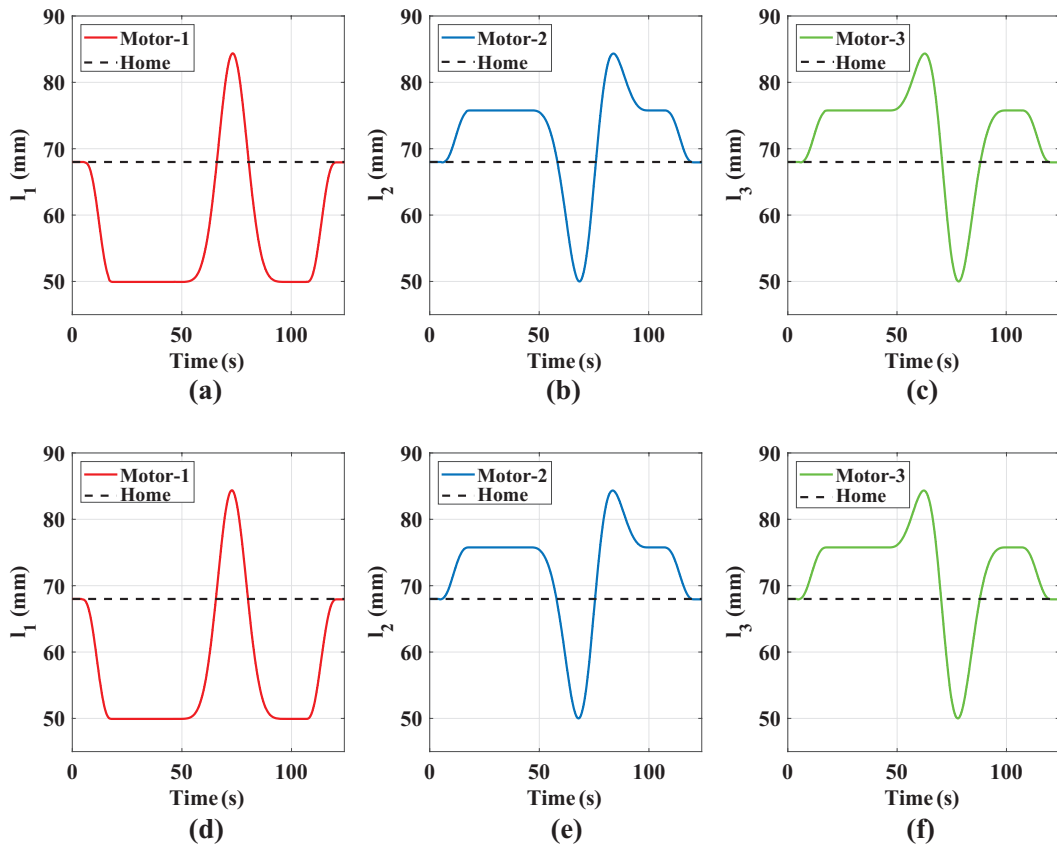 90
80
70
60
50
l1 (mm)
Motor-1
Home
0 50 100
Time (s)
(a)
90
80
70
60
50
l2 (mm)
Motor-2
Home
0 50 100
Time (s)
(b)
90
80
70
60
50
l3 (mm)
Motor-3
Home
0 50 100
Time (s)
(c)
90
80
70
60
50
l1 (mm)
Motor-1
Home
0 50 100
Time (s)
(d)
90
80
70
60
50
l2 (mm)
Motor-2
Home
0 50 100
Time (s)
(e)
90
80
70
60
50
l3 (mm)
Motor-3
Home
0 50 100
Time (s)
(f)